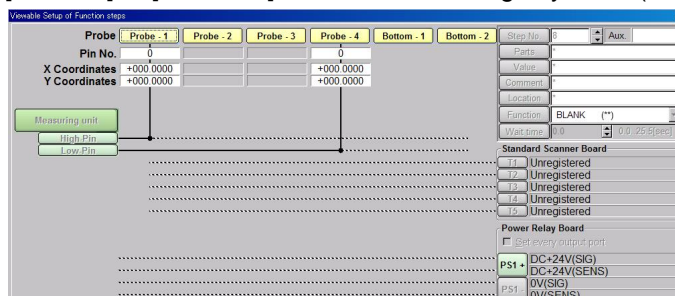 Viewable Setup of Function steps
Probe Probe - 1 Probe - 2 Probe - 3 Probe - 4 Bottom - 1 Bottom - 2
Pin No. 0 0
X Coordinates +000.0000 +000.0000
Y Coordinates +000.0000 +000.0000
Measuring unit
High-Pin
Low-Pin
Step No. 8 Aux.
Parts *
Value *
Comment *
Location *
Function BLANK (**)
Wait time 0.0 0.0..25.5[sec]
Standard Scanner Board
T1 Unregistered
T2 Unregistered
T3 Unregistered
T4 Unregistered
T5 Unregistered
Power Relay Board
Set every output port
PS1 + DC+24V(SIG)
DC+24V(SENS)
PS1 - 0V(SIG)
0V(SENS)